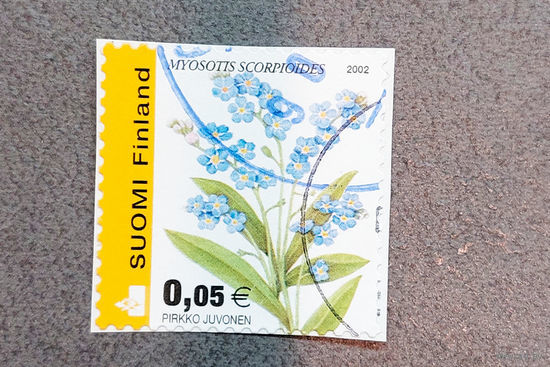 MYOSOTIS SCORPIOIDES 2002
SUOMI Finland
0,05 €
PIRKKO JUVONEN